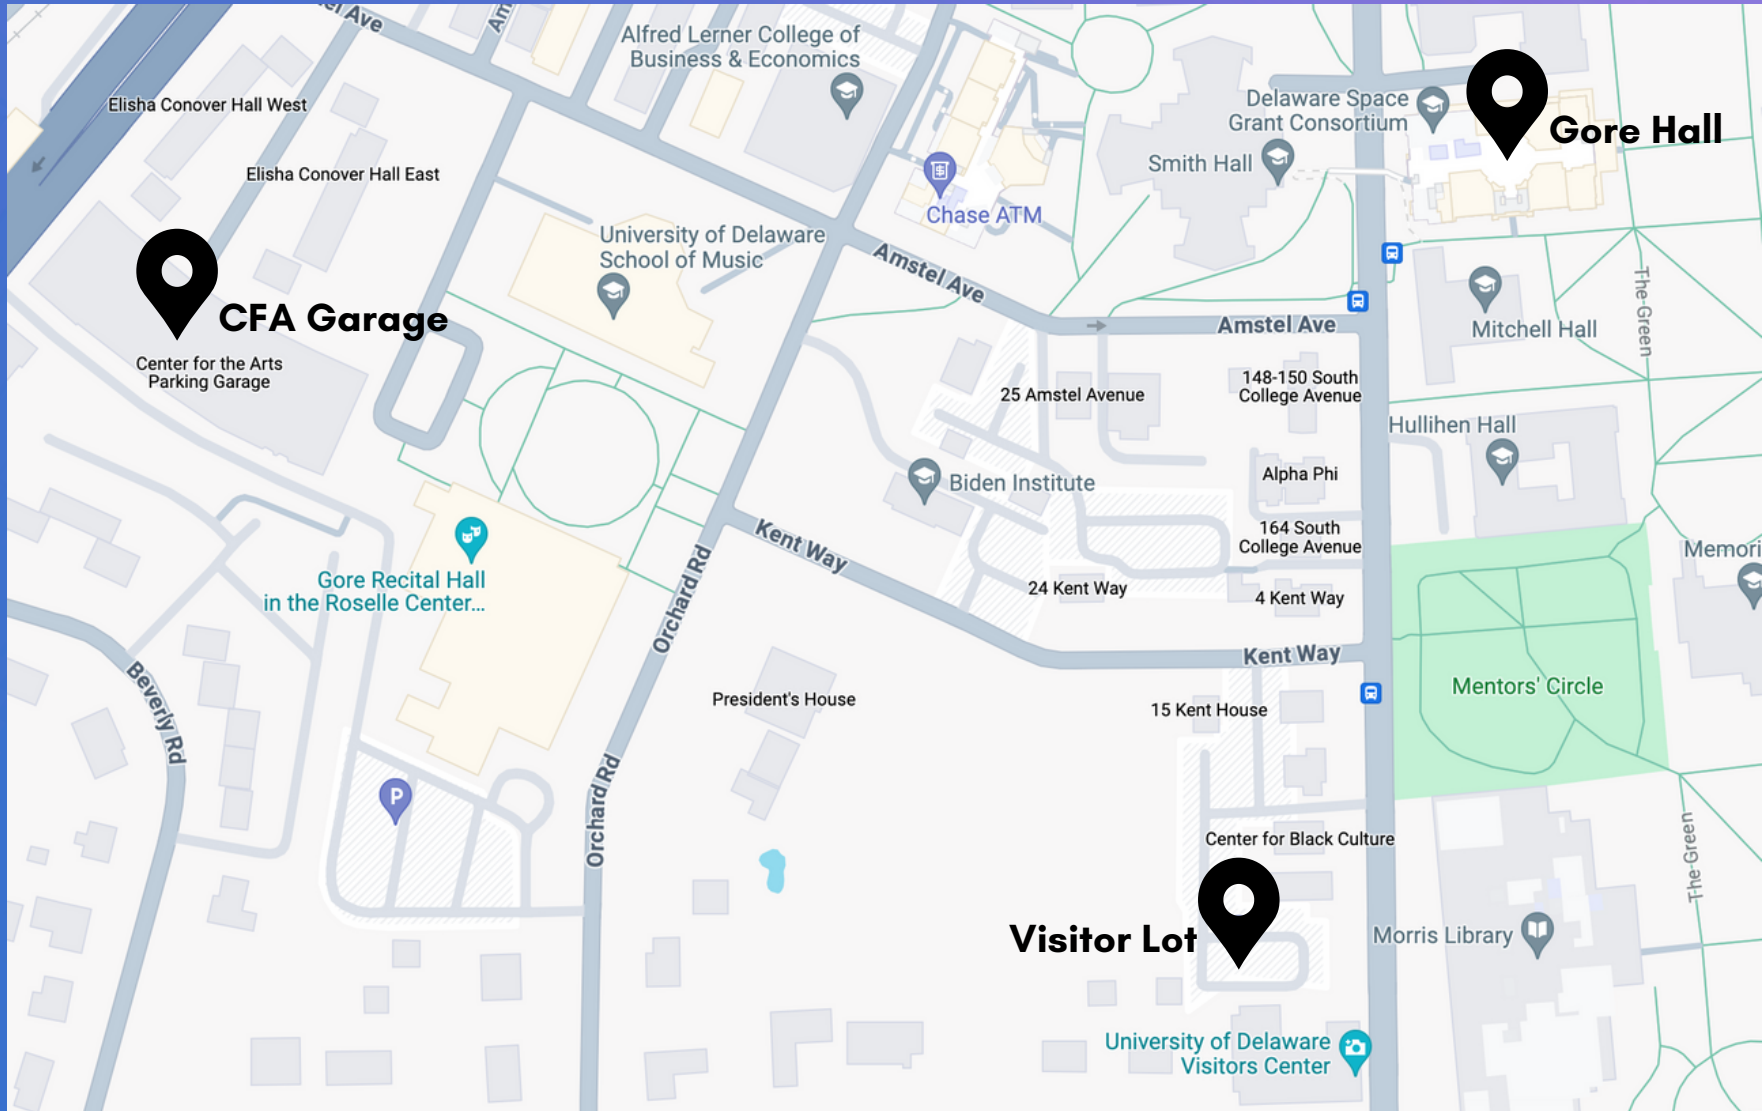 el Ave
Am
Alfred Lerner College of
Business & Economics
Elisha Conover Hall West
Elisha Conover Hall East
Delaware Space
Grant Consortium
Gore Hall
Smith Hall
Chase ATM
University of Delaware
School of Music
Amstel Ave
The Green
CFA Garage
Center for the Arts
Parking Garage
Amstel Ave
Mitchell Hall
25 Amstel Avenue
148-150 South
College Avenue
Hullihen Hall
Alpha Phi
Biden Institute
Kent Way
164 South
College Avenue
Memori
Gore Recital Hall
in the Roselle Center...
Orchard Rd
24 Kent Way
4 Kent Way
Kent Way
Beverly Rd
President's House
15 Kent House
Mentors' Circle
P
Orchard Rd
Center for Black Culture
The Green
Visitor Lot
Morris Library
University of Delaware
Visitors Center